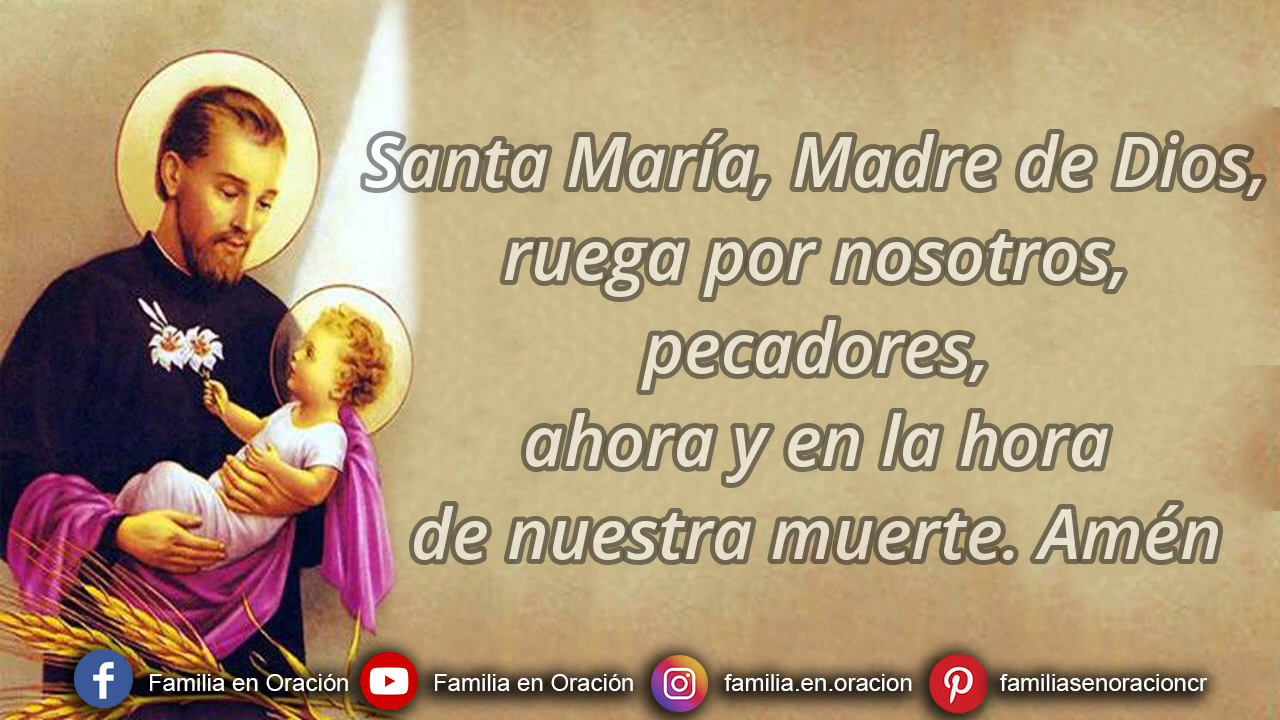 Santa María, Madre de Dios,
ruega por nosotros,
pecadores,
ahora y en la hora
de nuestra muerte. Amén
Familia en Oración
Familia en Oración
familia.en.oracion
familiasenoracioncr